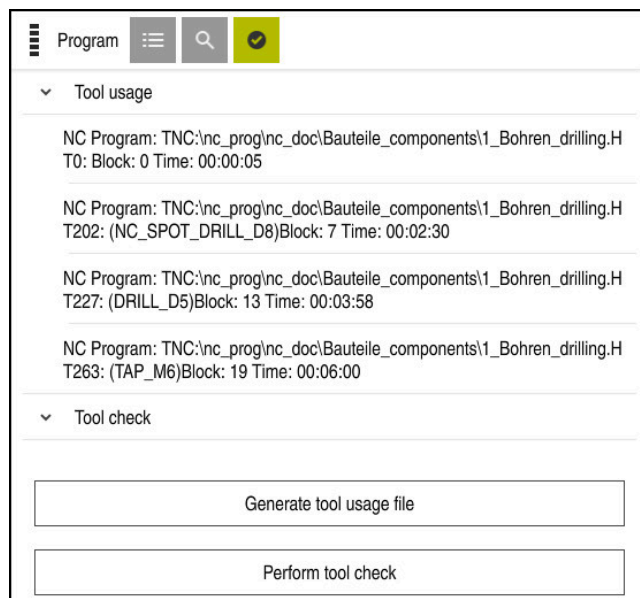 Program
Tool usage
NC Program: TNC:\nc_prog\nc_doc\Bauteile_components\1_Bohren_drilling.H
T0: Block: 0 Time: 00:00:05
NC Program: TNC:\nc_prog\nc_doc\Bauteile_components\1_Bohren_drilling.H
T202: (NC_SPOT_DRILL_D8)Block: 7 Time: 00:02:30
NC Program: TNC:\nc_prog\nc_doc\Bauteile_components\1_Bohren_drilling.H
T227: (DRILL_D5)Block: 13 Time: 00:03:58
NC Program: TNC:\nc_prog\nc_doc\Bauteile_components\1_Bohren_drilling.H
T263: (TAP_M6)Block: 19 Time: 00:06:00
Tool check
Generate tool usage file
Perform tool check